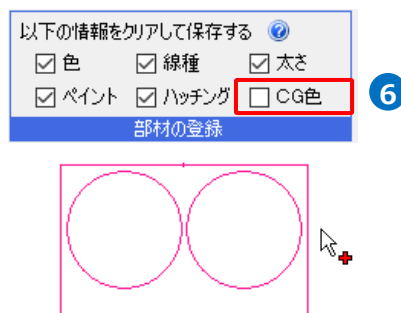 以下の情報をクリアして保存する
色 線種 太さ
ペイント ハッチング CG色 6
部材の登録